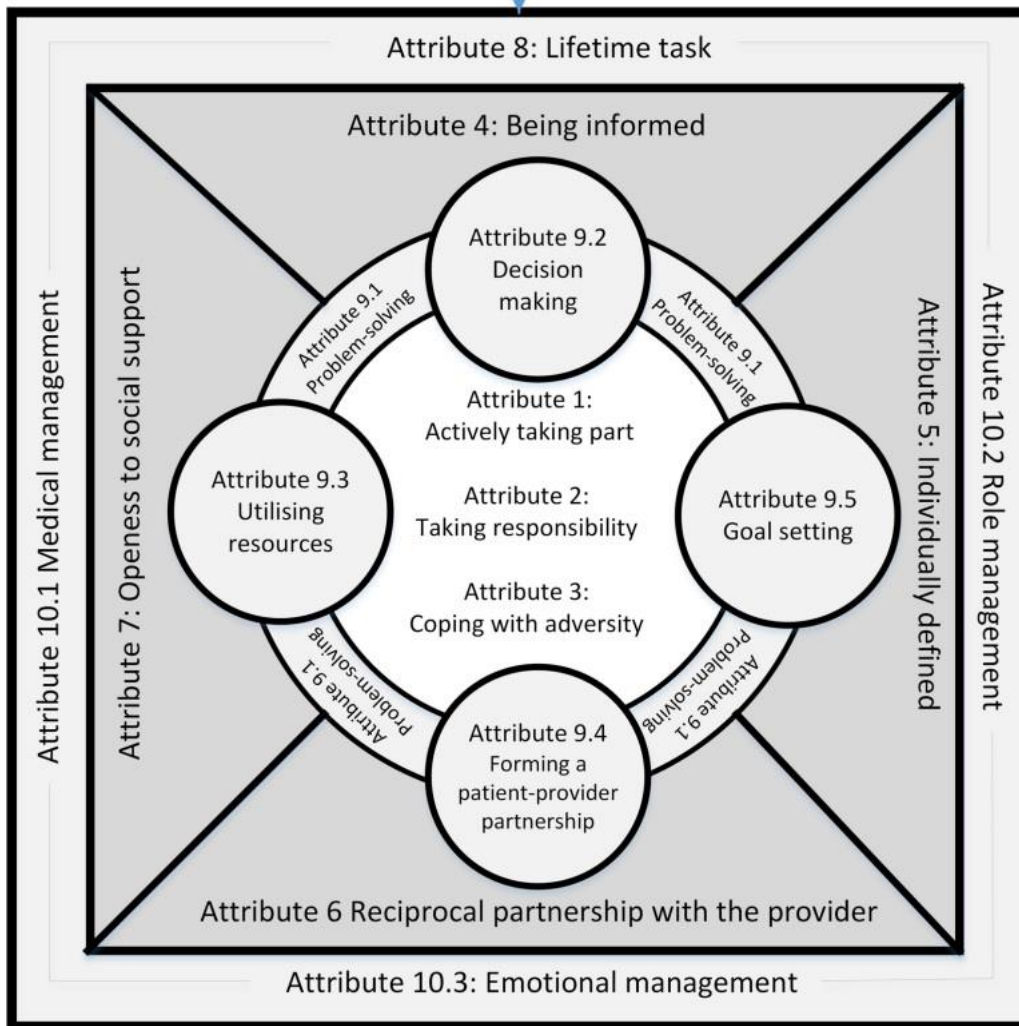 Attribute 8: Lifetime task
Attribute 4: Being informed
Attribute 9.2
Decision
making
Attribute 9.1
Problem-solving
Attribute 9.1
Problem-solving
Attribute 10.1 Medical management
Attribute 7: Openess to social support
Attribute 9.3
Utilising
resources
Attribute 1:
Actively taking part
Attribute 2:
Taking responsibility
Attribute 3:
Coping with adversity
Attribute 9.5
Goal setting
Attribute 5: Individually defined
Attribute 10.2 Role management
Attribute 9.1
Problem-solving
Attribute 9.4
Forming a
patient-provider
partnership
Attribute 9.1
Problem-solving
Attribute 6 Reciprocal partnership with the provider
Attribute 10.3: Emotional management